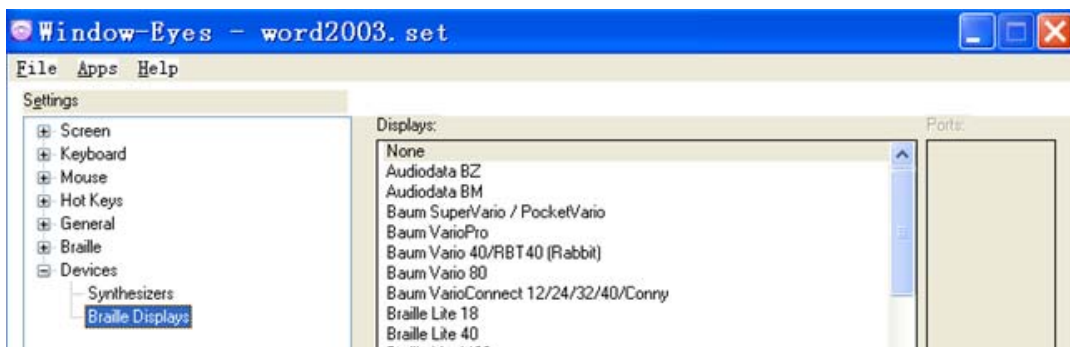 Window-Eyes - word2003.set
File Apps Help
Settings
Screen
Keyboard
Mouse
Hot Keys
General
Braille
Devices
Synthesizers
Braille Displays
Displays:
None
Audiodata BZ
Audiodata BM
Baum SuperVario / PocketVario
Baum VarioPro
Baum Vario 40/RBT40 (Rabbit)
Baum Vario 80
Baum VarioConnect 12/24/32/40/Conny
Braille Lite 18
Braille Lite 40
Ports: